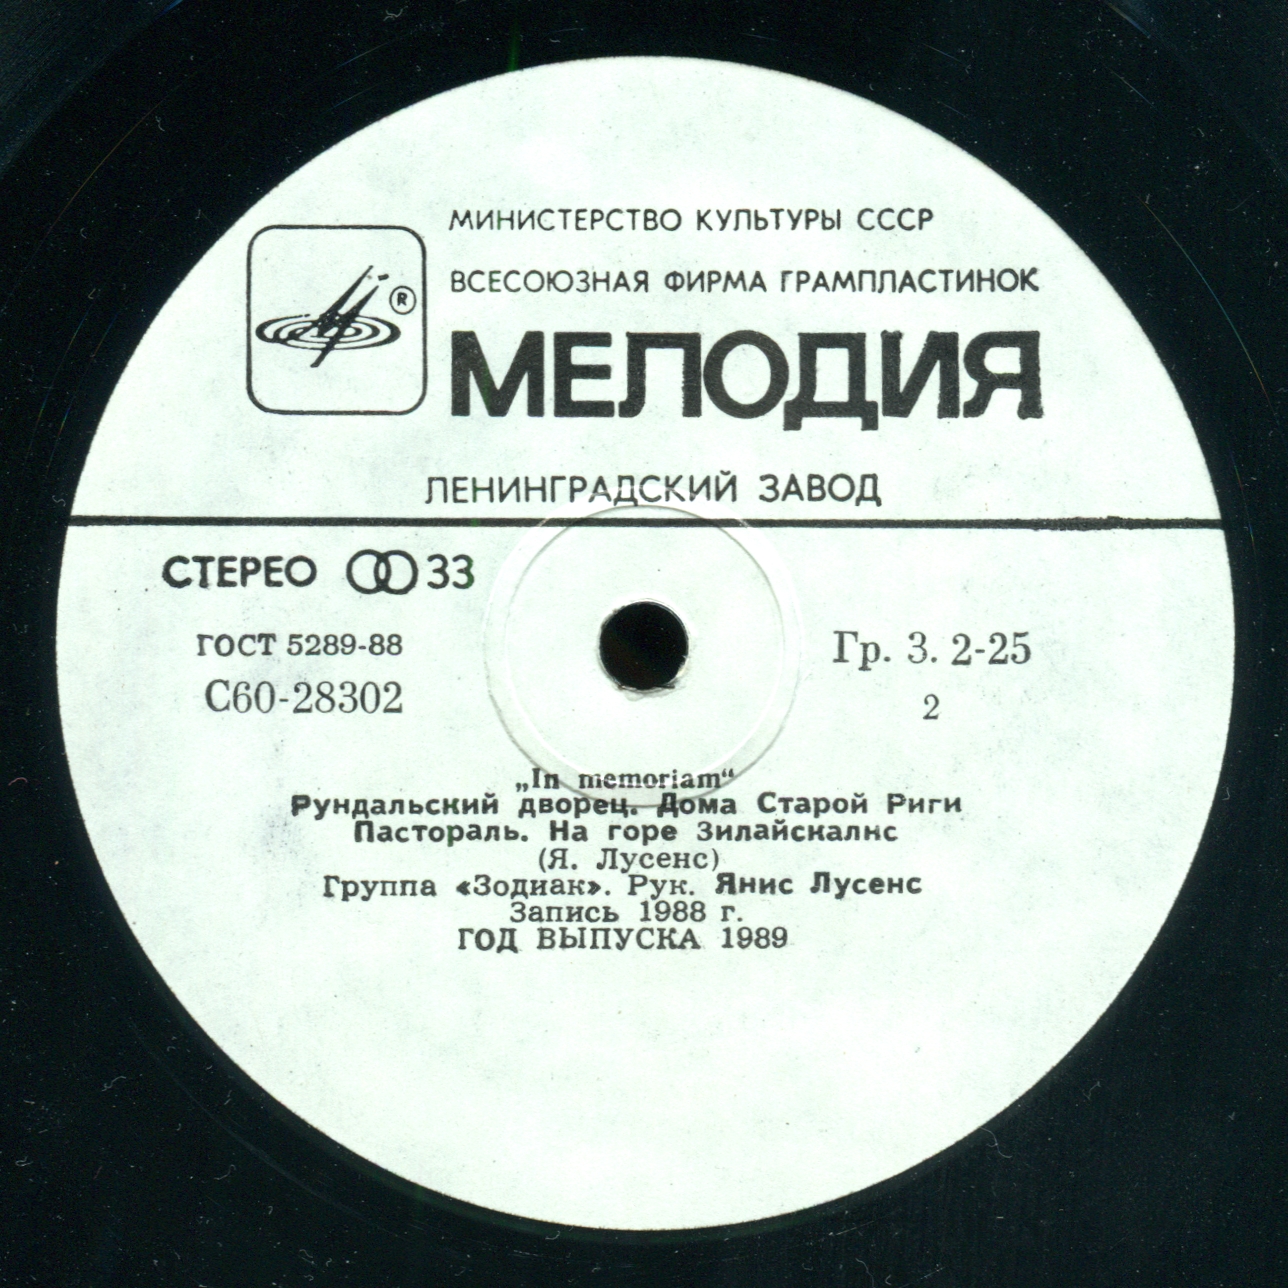 МИНИСТЕРСТВО КУЛЬТУРЫ СССР
ВСЕСОЮЗНАЯ ФИРМА ГРАМПЛАСТИНОК
®
МЕЛОДИЯ
ЛЕНИНГРАДСКИЙ ЗАВОД
СТЕРЕО 33
ГОСТ 5289-88
Гр. 3. 2-25
С60-28302
2
„In memoriam“
Рундальский дворец. Дома Старой Риги
Пастораль. На горе Зилайскалнс
(Я. Лусенс)
Группа «Зодиак». Рук. Янис Лусенс
Запись 1988 г.
ГОД ВЫПУСКА 1989